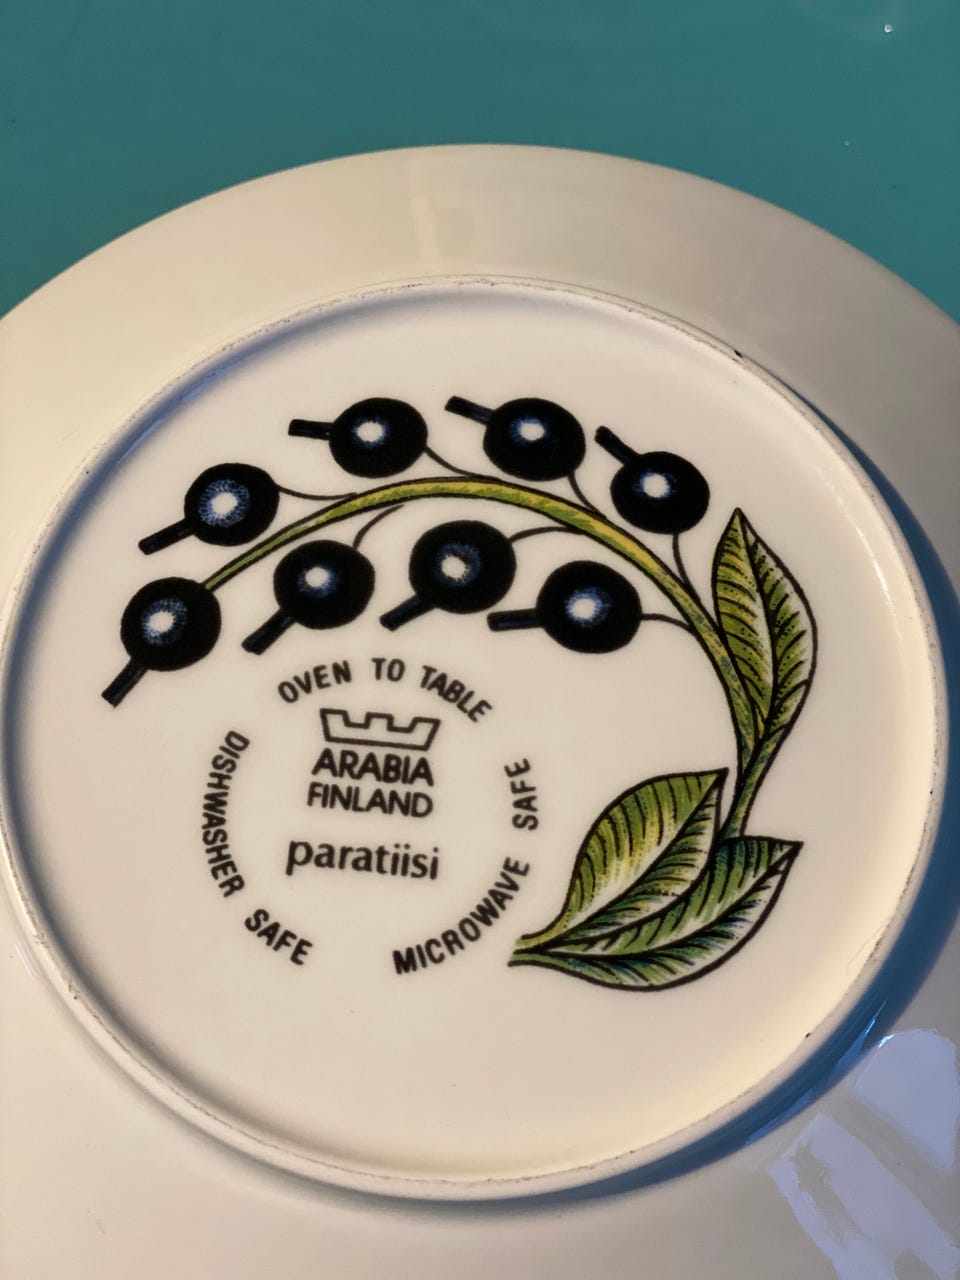 OVEN TO TABLE
ARABIA
FINLAND
paratiisi
DISHWASHER SAFE
MICROWAVE SAFE